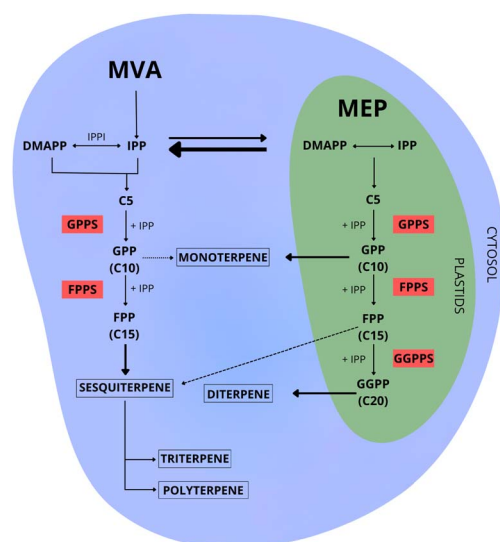 MVA
MEP
DMAPP
IPPI
IPP
DMAPP
IPP
C5
C5
GPPS
+ IPP
+ IPP
GPPS
GPP
(C10)
MONOTERPENE
GPP
(C10)
FPPS
+ IPP
+ IPP
FPPS
FPP
(C15)
FPP
(C15)
+ IPP
GGPPS
SESQUITERPENE
DITERPENE
GGPP
(C20)
TRITERPENE
POLYTERPENE
PLASTIDS
CYTOSOL